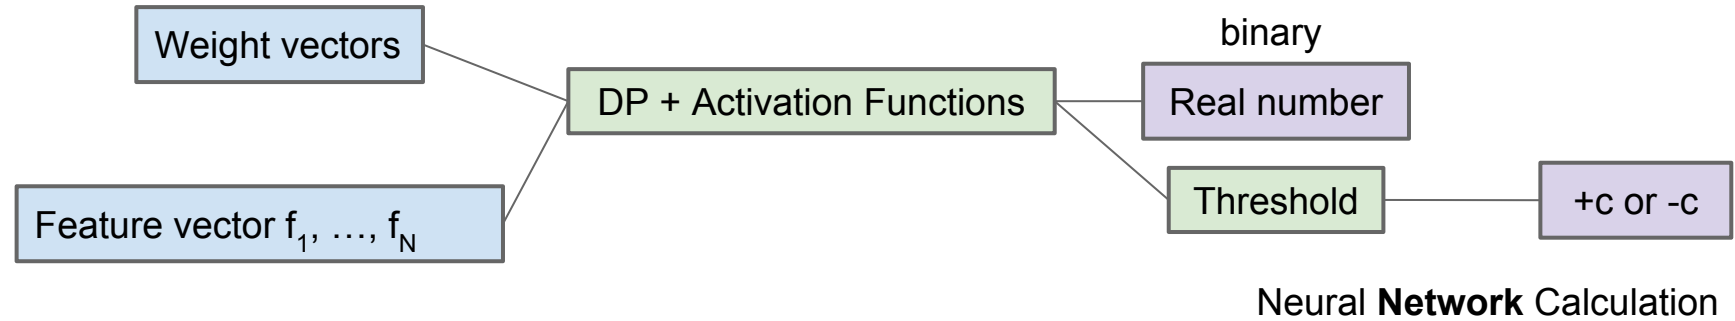 Weight vectors
binary
DP + Activation Functions
Real number
Threshold
+c or -c
Feature vector f1, …, fN
Neural Network Calculation